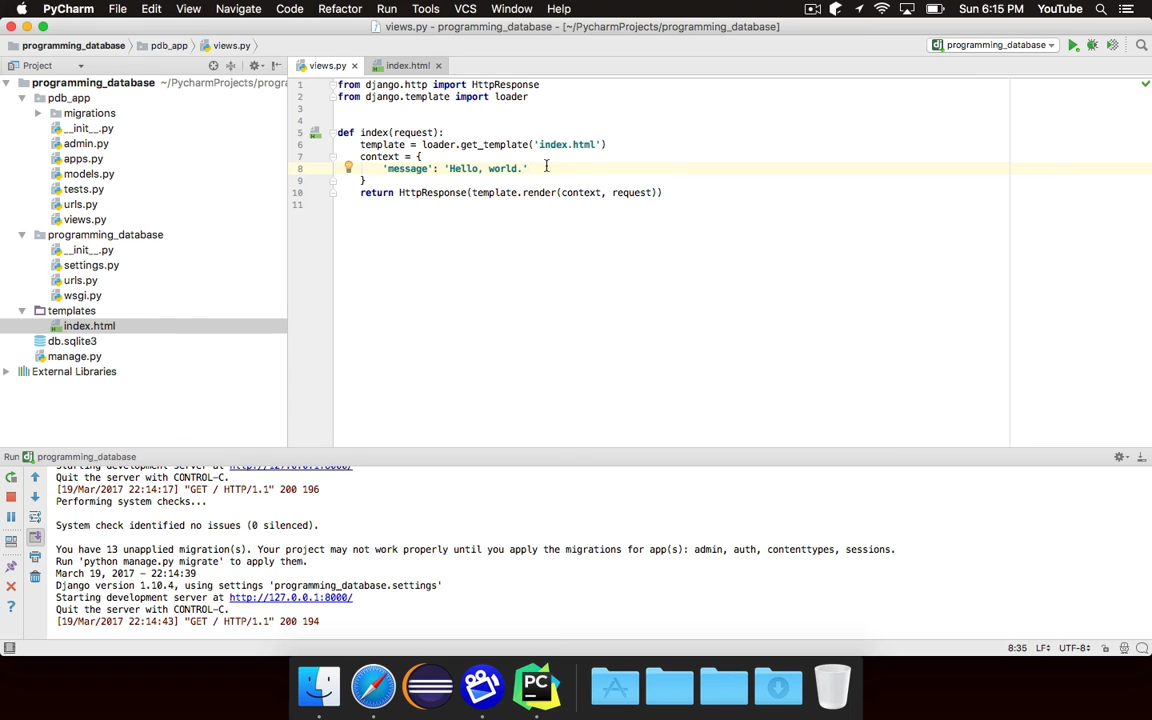 PyCharm File Edit View Navigate Code Refactor Run Tools VCS Window Help Sun 6:15 PM YouTube
views.py - programming_database - [~/PycharmProjects/programming_database]
programming_database pdb_app views.py programming_database
Project views.py index.html
programming_database ~/PycharmProjects/progra
pdb_app
migrations
__init__.py
admin.py
apps.py
models.py
tests.py
urls.py
views.py
programming_database
__init__.py
settings.py
urls.py
wsgi.py
templates
index.html
db.sqlite3
manage.py
External Libraries
1 from django.http import HttpResponse
2 from django.template import loader
3
4
5 def index(request):
6 template = loader.get_template('index.html')
7 context = {
8 'message': 'Hello, world.'
9 }
10 return HttpResponse(template.render(context, request))
11
Run programming_database
Starting development server at http://127.0.0.1:8000/
Quit the server with CONTROL-C.
[19/Mar/2017 22:14:17] "GET / HTTP/1.1" 200 196
Performing system checks...
System check identified no issues (0 silenced).
You have 13 unapplied migration(s). Your project may not work properly until you apply the migrations for app(s): admin, auth, contenttypes, sessions.
Run 'python manage.py migrate' to apply them.
March 19, 2017 - 22:14:39
Django version 1.10.4, using settings 'programming_database.settings'
Starting development server at http://127.0.0.1:8000/
Quit the server with CONTROL-C.
[19/Mar/2017 22:14:43] "GET / HTTP/1.1" 200 194
8:35 LF UTF-8
PC